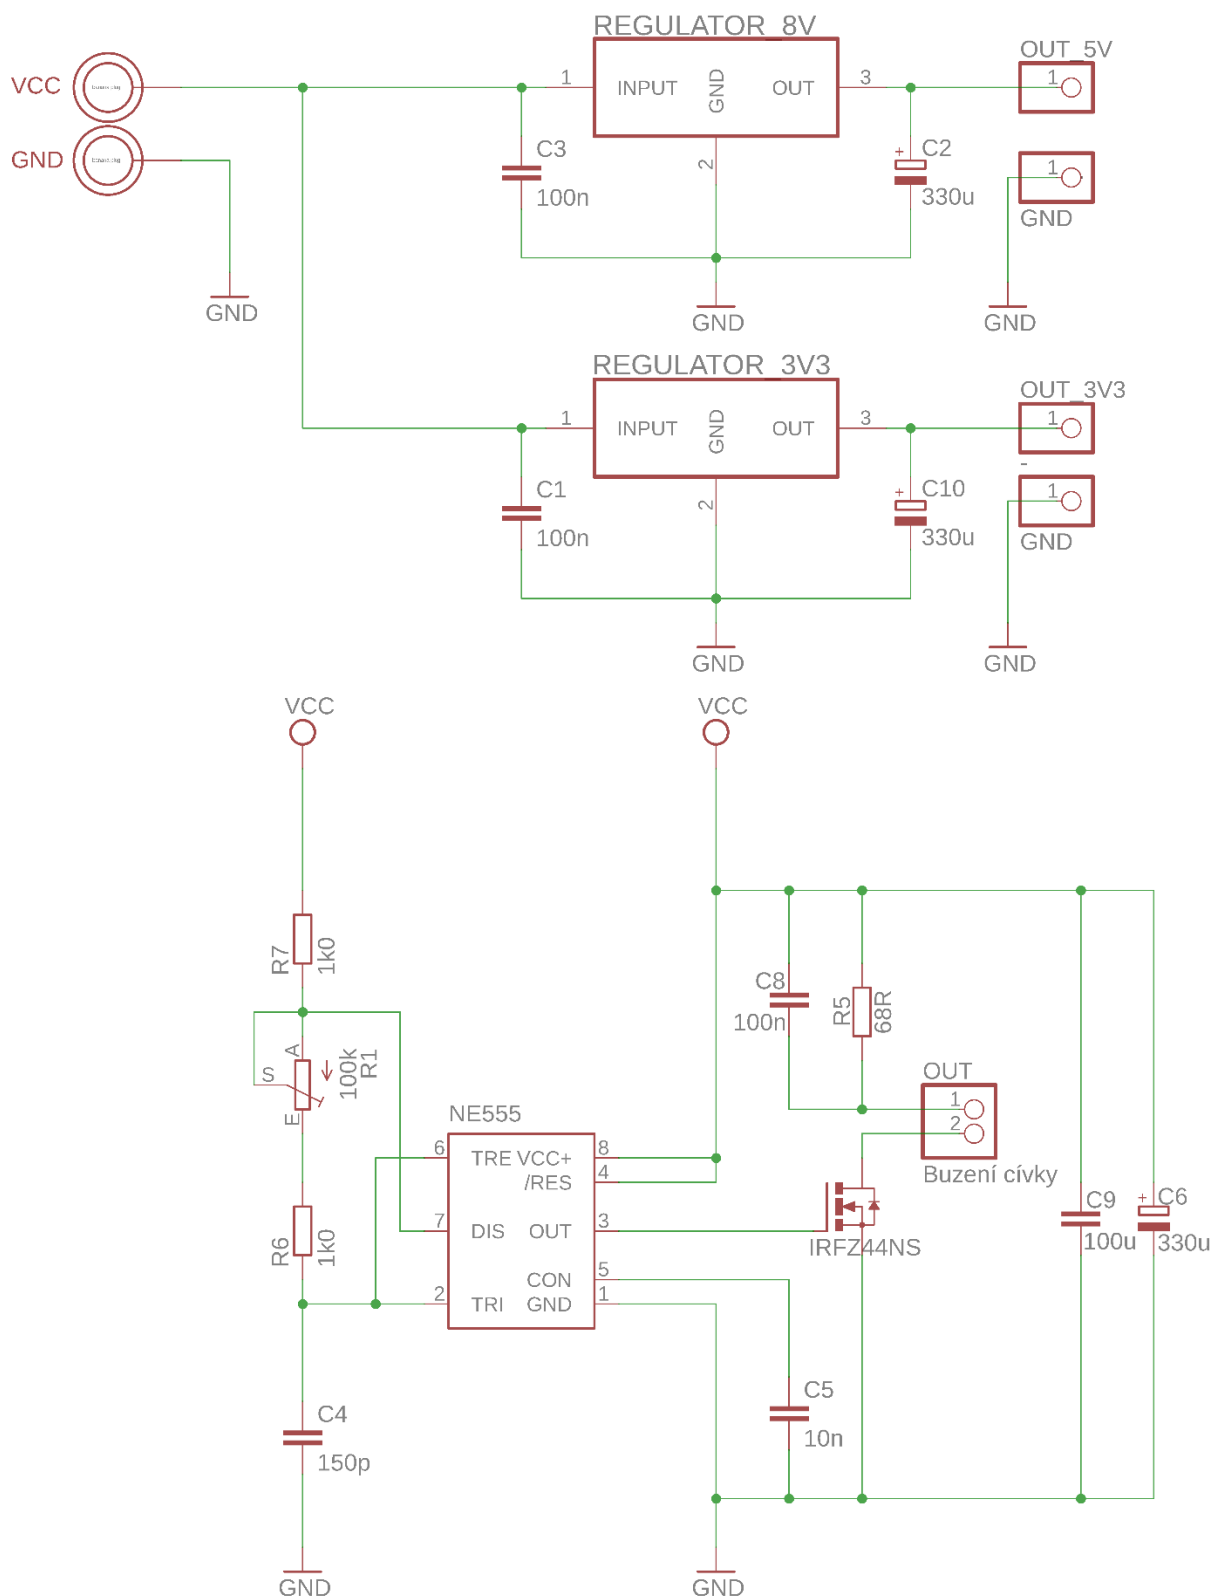 REGULATOR_8V
VCC
1
INPUT
GND
OUT
3
2
OUT_5V
1
C3
100n
C2
+
330u
1
GND
GND
GND
GND
GND
REGULATOR_3V3
1
INPUT
GND
OUT
3
2
OUT_3V3
1
-
C1
100n
C10
+
330u
1
GND
GND
GND
VCC
VCC
R7
1k0
A
S
E
100k
R1
R6
1k0
C4
150p
GND
NE555
6
TRE
VCC+
8
/RES
4
7
DIS
OUT
3
CON
5
2
TRI
GND
1
C8
100n
R5
68R
OUT
1
2
Buzení cívky
IRFZ44NS
C9
100u
C6
+
330u
C5
10n
GND